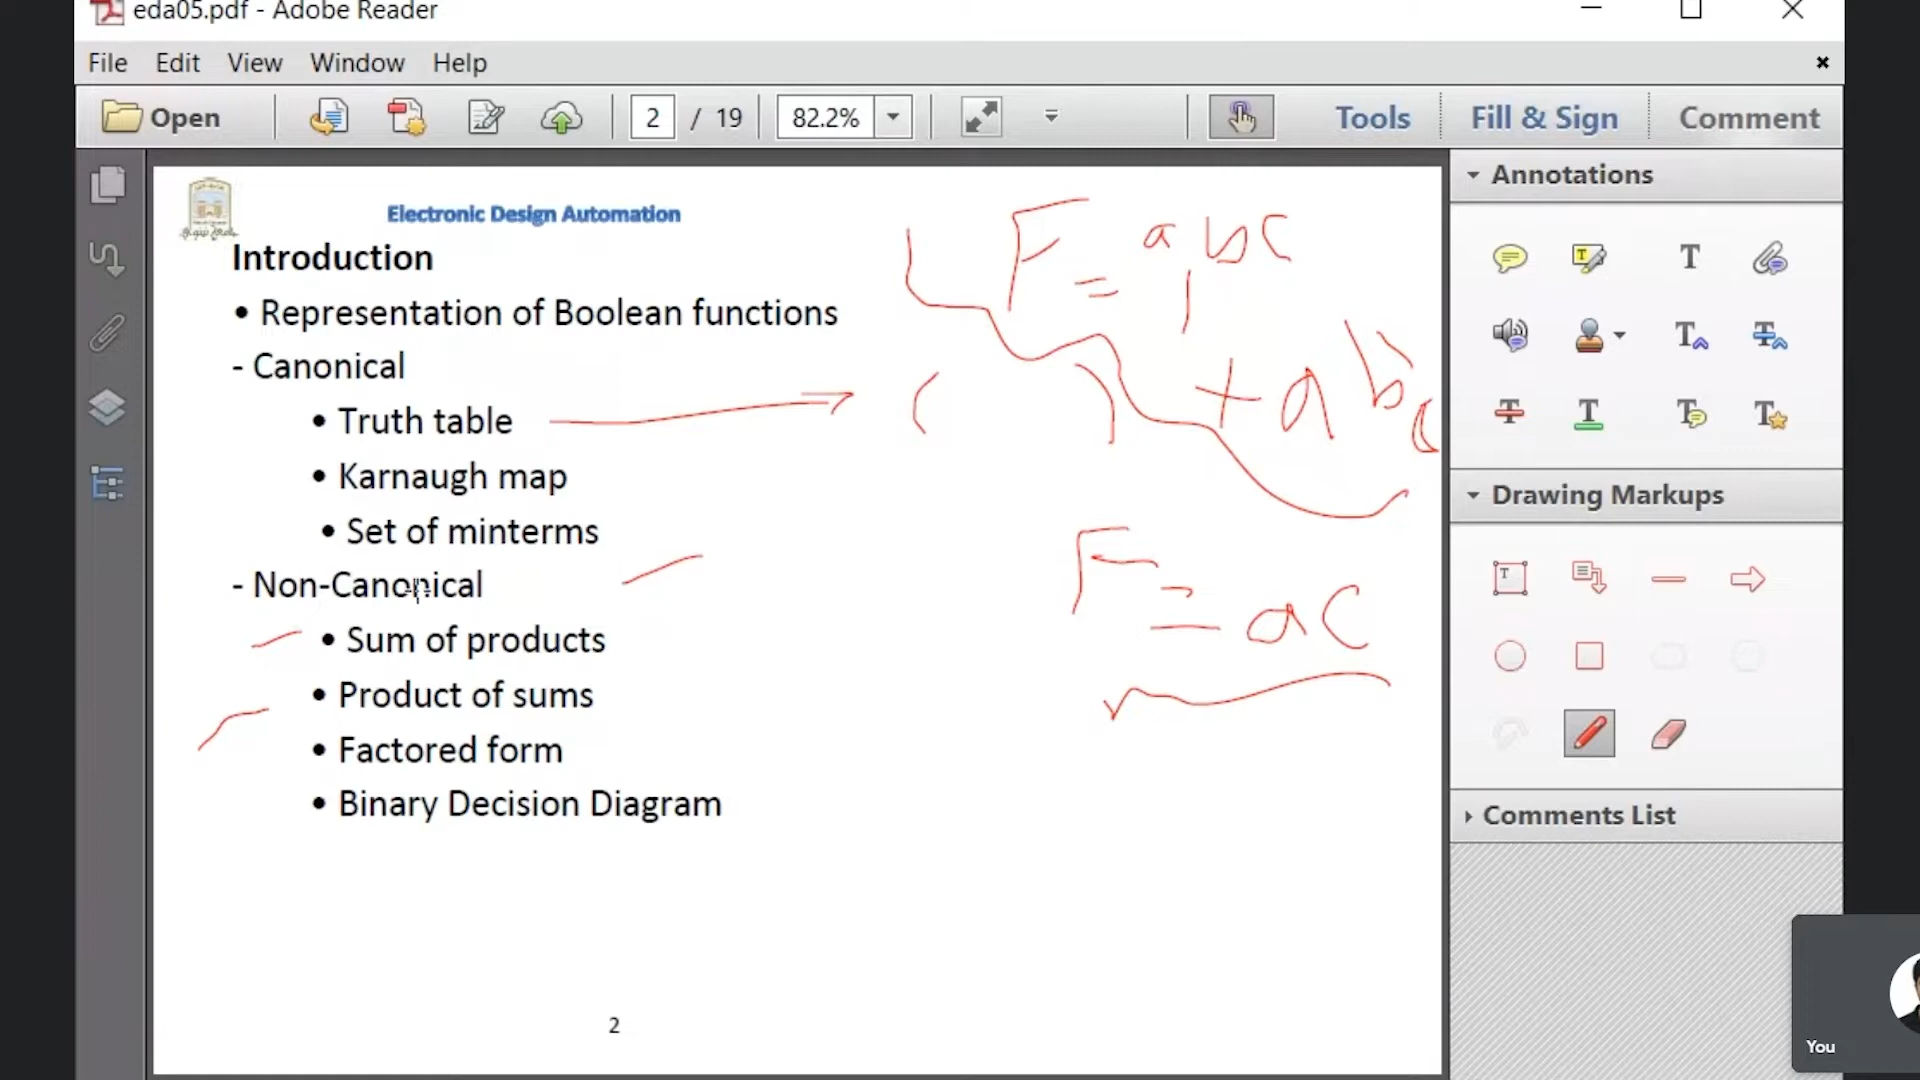 eda05.pdf - Adobe Reader
File Edit View Window Help
Open 2 / 19 82.2% Tools Fill & Sign Comment
Annotations
Electronic Design Automation
Introduction
• Representation of Boolean functions
- Canonical
• Truth table
• Karnaugh map
• Set of minterms
- Non-Canonical
• Sum of products
• Product of sums
• Factored form
• Binary Decision Diagram
2
F = abc
+ abc
F = ac
Drawing Markups
Comments List
You